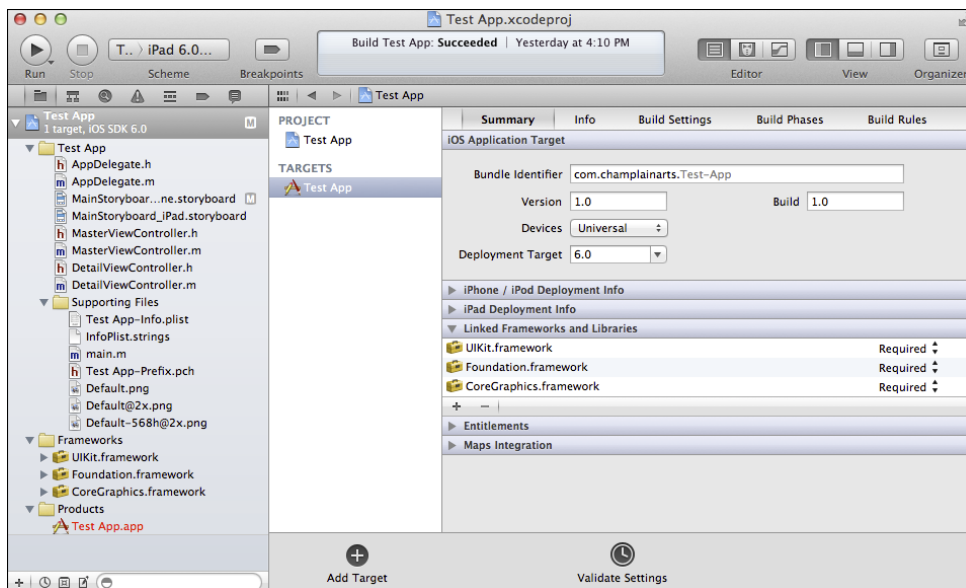 Test App.xcodeproj
T.. › iPad 6.0...
Build Test App: Succeeded | Yesterday at 4:10 PM
Run Stop Scheme Breakpoints Editor View Organizer
Test App
Test App
1 target, iOS SDK 6.0
M
Test App
h AppDelegate.h
m AppDelegate.m
MainStoryboar...ne.storyboard M
MainStoryboard_iPad.storyboard
h MasterViewController.h
m MasterViewController.m
h DetailViewController.h
m DetailViewController.m
Supporting Files
Test App-Info.plist
InfoPlist.strings
m main.m
h Test App-Prefix.pch
Default.png
Default@2x.png
Default-568h@2x.png
Frameworks
UIKit.framework
Foundation.framework
CoreGraphics.framework
Products
Test App.app
PROJECT
Test App
TARGETS
Test App
Summary Info Build Settings Build Phases Build Rules
iOS Application Target
Bundle Identifier com.champlainarts.Test-App
Version 1.0 Build 1.0
Devices Universal
Deployment Target 6.0
iPhone / iPod Deployment Info
iPad Deployment Info
Linked Frameworks and Libraries
UIKit.framework Required
Foundation.framework Required
CoreGraphics.framework Required
Entitlements
Maps Integration
Add Target Validate Settings